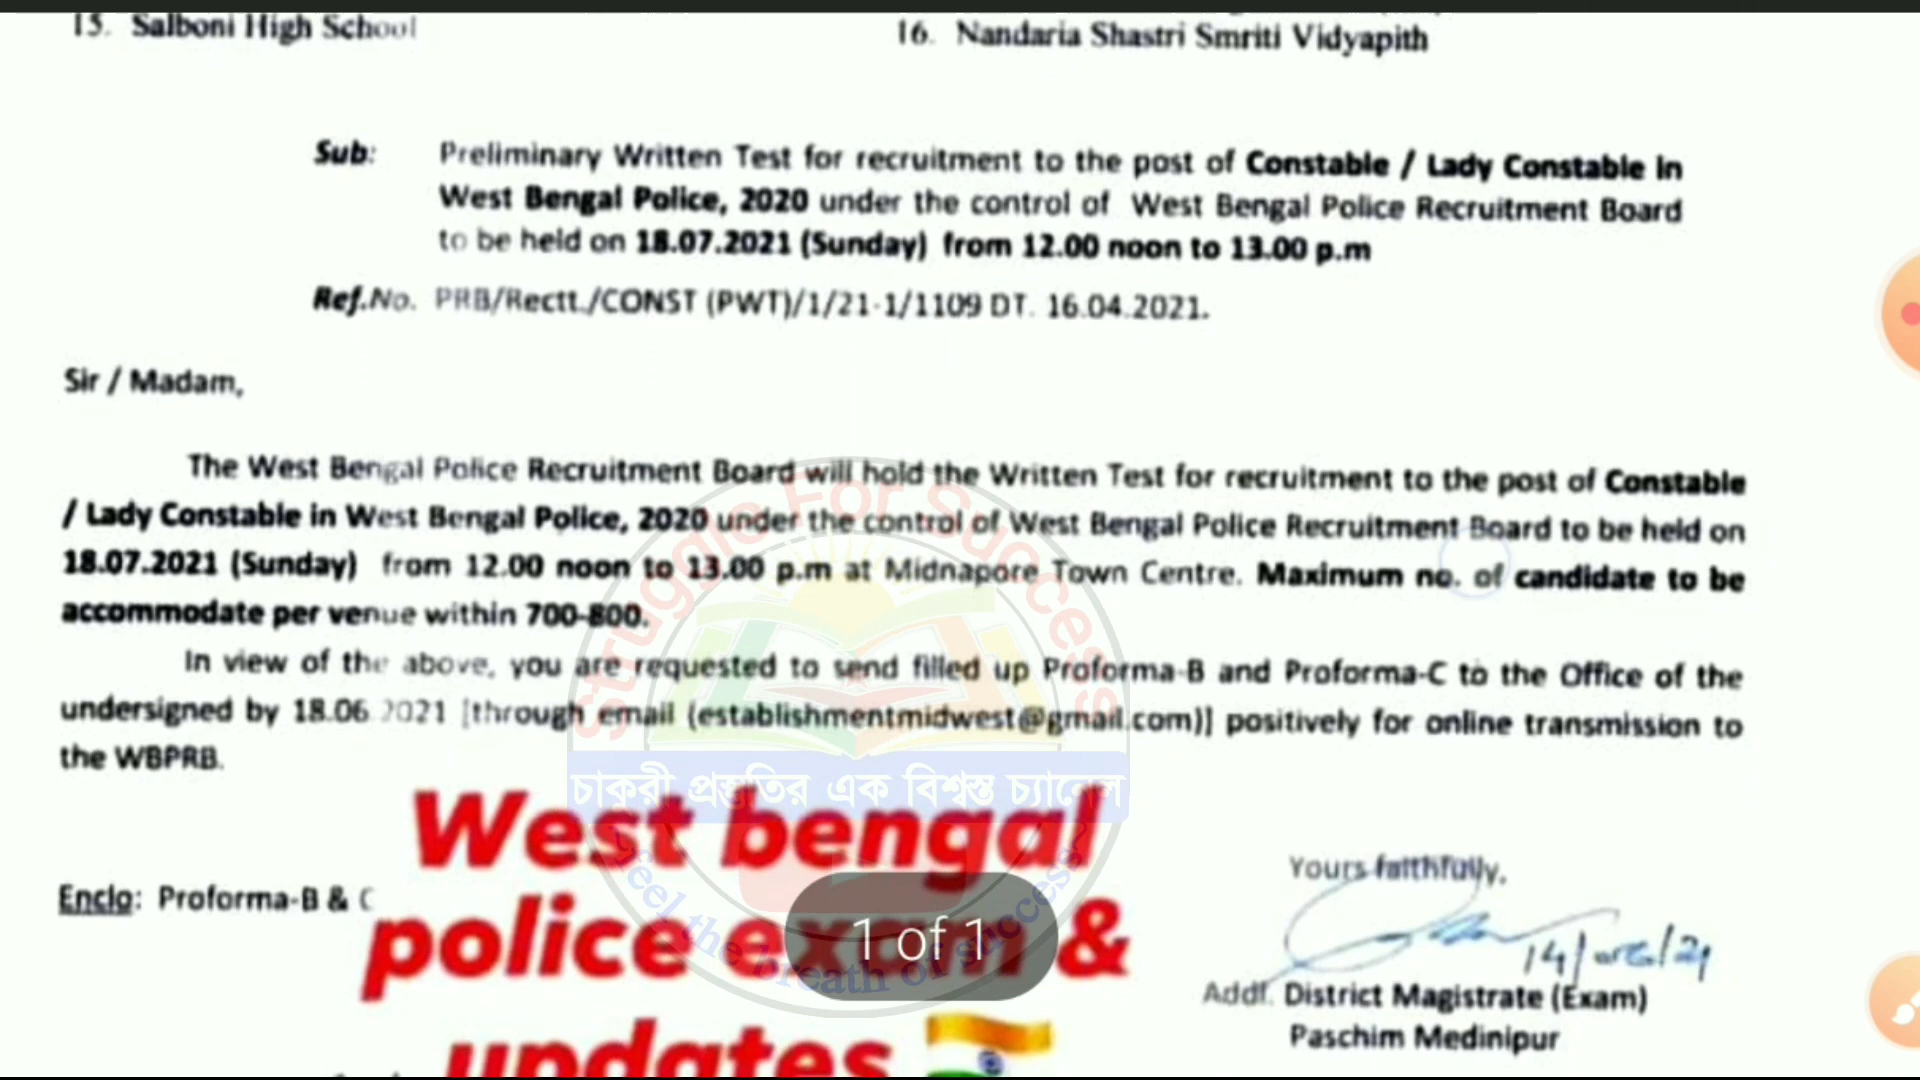 15. Salboni High School
16. Nandaria Shastri Smriti Vidyapith
Sub: Preliminary Written Test for recruitment to the post of Constable / Lady Constable in
West Bengal Police, 2020 under the control of West Bengal Police Recruitment Board
to be held on 18.07.2021 (Sunday) from 12.00 noon to 13.00 p.m
Ref.No. PRB/Rectt./CONST (PWT)/1/21-1/1109 DT. 16.04.2021.
Sir / Madam,
The West Bengal Police Recruitment Board will hold the Written Test for recruitment to the post of Constable
/ Lady Constable in West Bengal Police, 2020 under the control of West Bengal Police Recruitment Board to be held on
18.07.2021 (Sunday) from 12.00 noon to 13.00 p.m at Midnapore Town Centre. Maximum no. of candidate to be
accommodate per venue within 700-800.
In view of the above, you are requested to send filled up Proforma-B and Proforma-C to the Office of the
undersigned by 18.06.2021 [through email (establishmentmidwest@gmail.com)] positively for online transmission to
the WBPRB.
Struggle For Success
চাকুরী প্রস্তুতির এক বিশ্বস্ত চ্যানেল
feel the breath of success
West bengal
police exam &
updates
1 of 1
Enclo: Proforma-B & C
Yours faithfully,
Addl. District Magistrate (Exam)
Paschim Medinipur